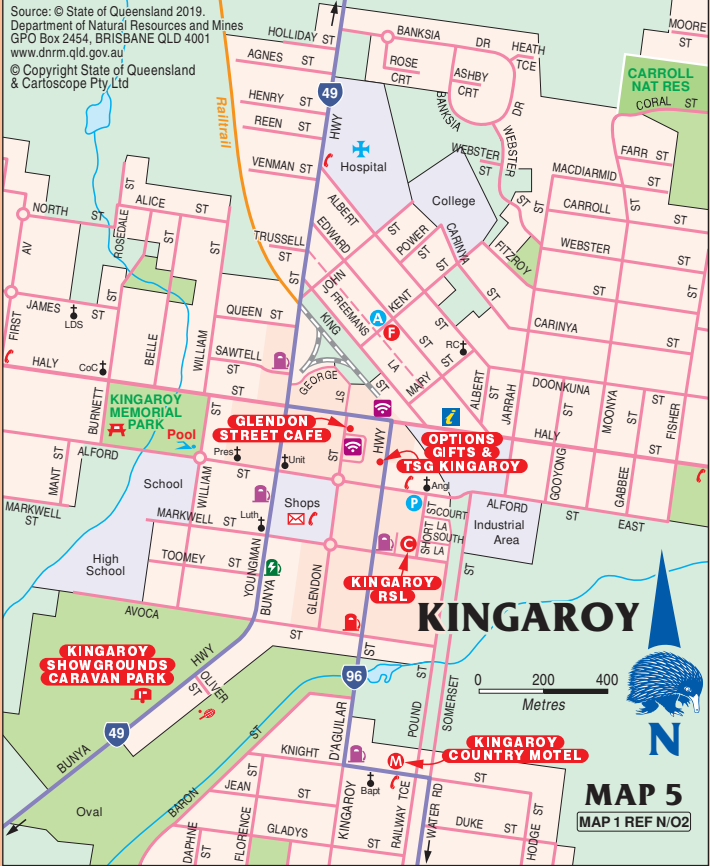 Source: © State of Queensland 2019.
Department of Natural Resources and Mines
GPO Box 2454, BRISBANE QLD 4001
www.dnrm.qld.gov.au
© Copyright State of Queensland
& Cartoscope Pty Ltd
HOLLIDAY ST
AGNES ST
HENRY ST
REEN ST
VENMAN ST
Railtrail
49
HWY
BANKSIA DR
HEATH TCE
ROSE CRT
ASHBY CRT
BANKSIA
DR
WEBSTER
WEBSTER ST
ST
MOORE ST
CARROLL
NAT RES
CORAL ST
FARR ST
MACDIARMID ST
CARROLL ST
ST
WEBSTER
ST
ST
CARINYA
ST
FITZROY
ST
Hospital
College
ALBERT ST
EDWARD
POWER ST
CARINYA
ST
TRUSSELL
ST
JOHN
FREEMANS
LA
KENT
ST
A
F
KING
ST
MARY ST
RC
ALBERT ST
JARRAH
DOONKUNA
ST
HALY
ST
GOOYONG
ST
MOONYA
ST
GABBEE
ST
FISHER
NORTH ST
ROSEDALE
ST
ALICE ST
ST
ST
AV
FIRST
JAMES ST
LDS
HALY
CoC
BELLE
WILLIAM
ST
QUEEN ST
SAWTELL
ST
GEORGE
ST
ST
BURNETT
KINGAROY
MEMORIAL
PARK
Pool
ST
GLENDON
STREET CAFE
OPTIONS
GIFTS &
TSG KINGAROY
i
HWY
ALFORD
MANT ST
MARKWELL
ST
School
WILLIAM
ST
Pres
Unit
ST
Angl
P
Shops
Luth
MARKWELL ST
TOOMEY
ST
High
School
YOUNGMAN
BUNYA
GLENDON
C
KINGAROY
RSL
SHORT ST
COURT
LA
SOUTH
LA
ALFORD
ST
EAST
Industrial
Area
ST
AVOCA
ST
ST
KINGAROY
KINGAROY
SHOWGROUNDS
CARAVAN PARK
HWY
OLIVER
ST
BUNYA
49
96
0 200 400
Metres
N
POUND
SOMERSET
D'AGUILAR
KINGAROY
COUNTRY MOTEL
M
Bapt
KNIGHT
ST
BARON
ST
JEAN
ST
GLADYS
ST
DAPHNE
ST
FLORENCE
KINGAROY
RAILWAY TCE
WATER RD
ST
DUKE ST
HODGE ST
Oval
MAP 5
MAP 1 REF N/O2